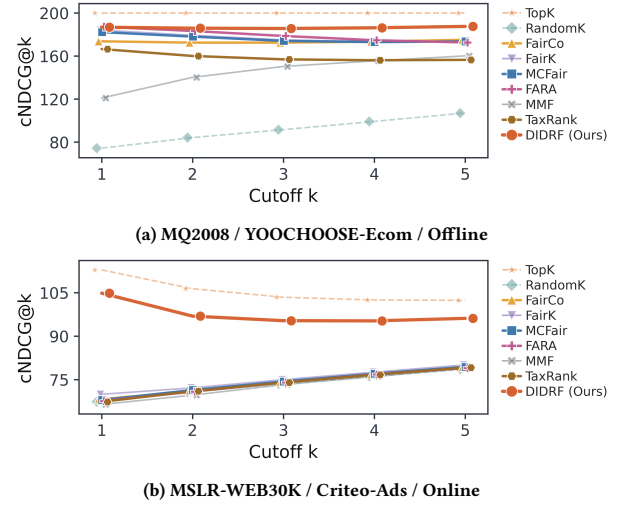 200
160
120
80
cNDCG@k
1 2 3 4 5
Cutoff k
TopK
RandomK
FairCo
FairK
MCFair
FARA
MMF
TaxRank
DIDRF (Ours)
(a) MQ2008 / YOOCHOOSE-Ecom / Offline
105
90
75
cNDCG@k
1 2 3 4 5
Cutoff k
TopK
RandomK
FairCo
FairK
MCFair
FARA
MMF
TaxRank
DIDRF (Ours)
(b) MSLR-WEB30K / Criteo-Ads / Online